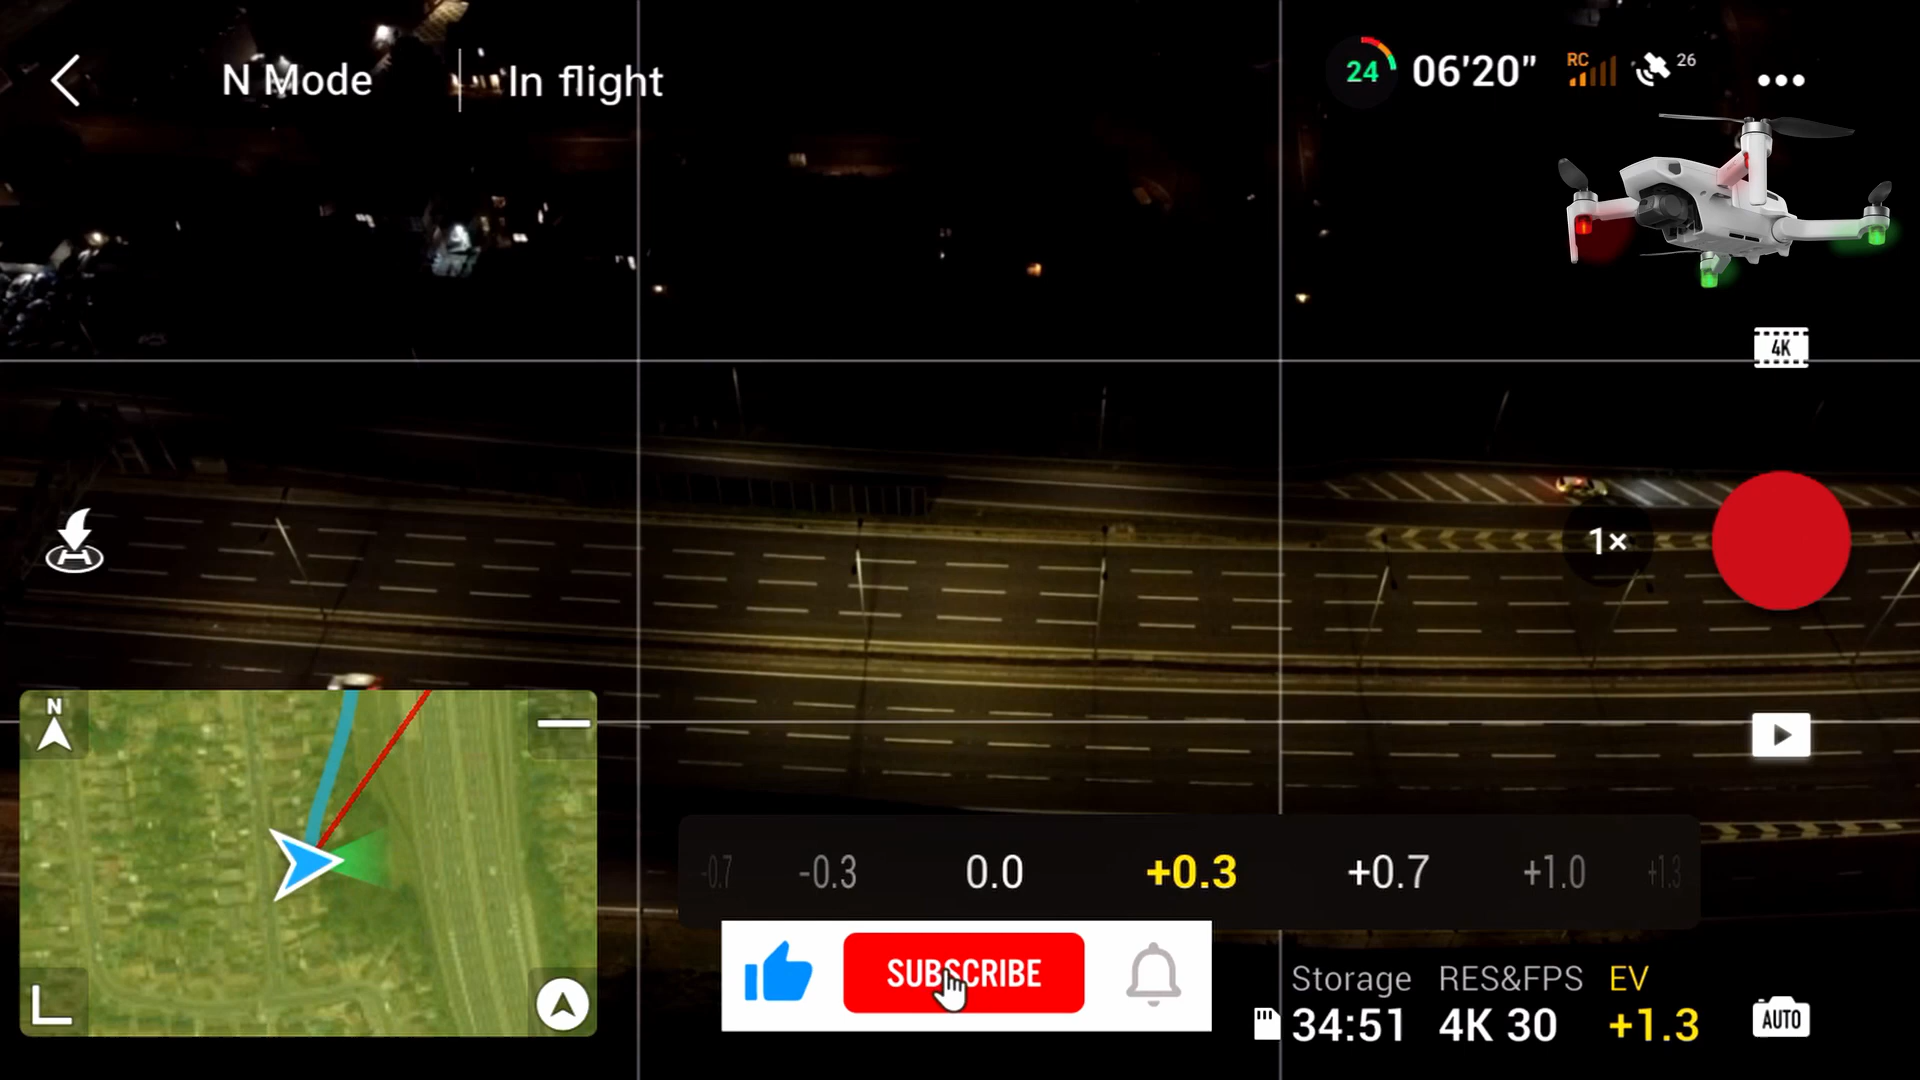 N Mode
In flight
24
06'20"
RC
26
4K
1×
N
-0.7
-0.3
0.0
+0.3
+0.7
+1.0
+1.3
SUBSCRIBE
Storage
34:51
RES&FPS
4K 30
EV
+1.3
AUTO